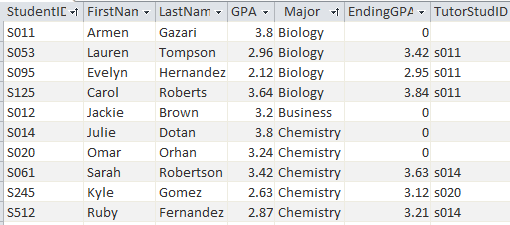 StudentID FirstNan LastNam GPA Major EndingGPA TutorStudID
S011 Armen Gazari 3.8 Biology 0
S053 Lauren Tompson 2.96 Biology 3.42 s011
S095 Evelyn Hernandez 2.12 Biology 2.95 s011
S125 Carol Roberts 3.64 Biology 3.84 s011
S012 Jackie Brown 3.2 Business 0
S014 Julie Dotan 3.8 Chemistry 0
S020 Omar Orhan 3.24 Chemistry 0
S061 Sarah Robertson 3.42 Chemistry 3.63 s014
S245 Kyle Gomez 2.63 Chemistry 3.12 s020
S512 Ruby Fernandez 2.87 Chemistry 3.21 s014